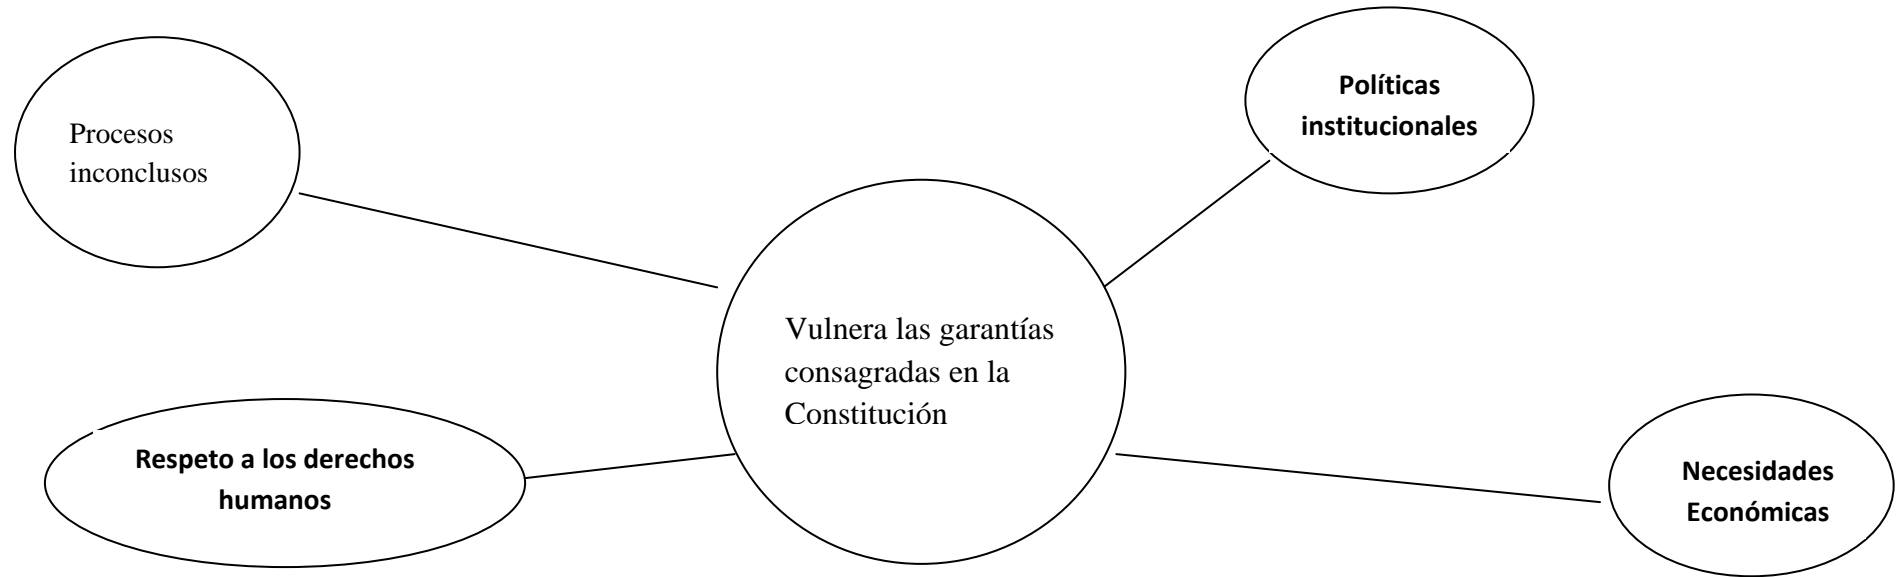 Procesos
inconclusos
Políticas
institucionales
Vulnera las garantías
consagradas en la
Constitución
Respeto a los derechos
humanos
Necesidades
Económicas